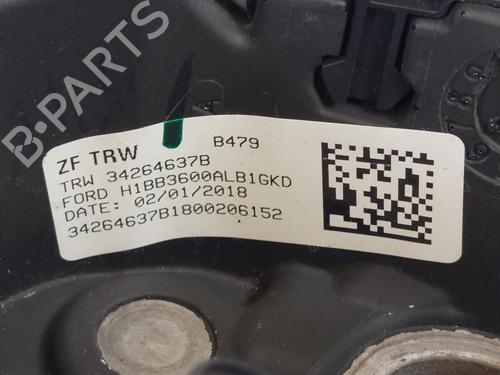 B-PARTS
ZF TRW B479
TRW 34264637B
FORD H1BB3600ALB1GKD
DATE: 02/01/2018
34264637B1800206152
A